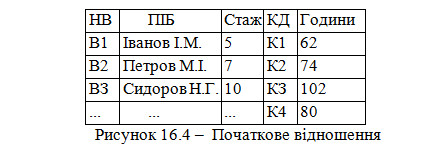 НВ ПІБ Стаж КД Години
В1 Іванов І.М. 5 К1 62
В2 Петров М.І. 7 К2 74
В3 Сидоров Н.Г. 10 К3 102
... ... ... К4 80
Рисунок 16.4 – Початкове відношення